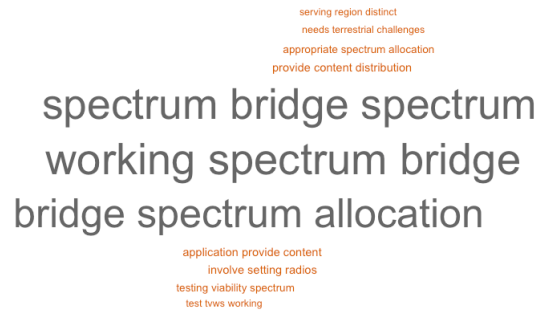 serving region distinct
needs terrestrial challenges
appropriate spectrum allocation
provide content distribution
spectrum bridge spectrum
working spectrum bridge
bridge spectrum allocation
application provide content
involve setting radios
testing viability spectrum
test tvws working